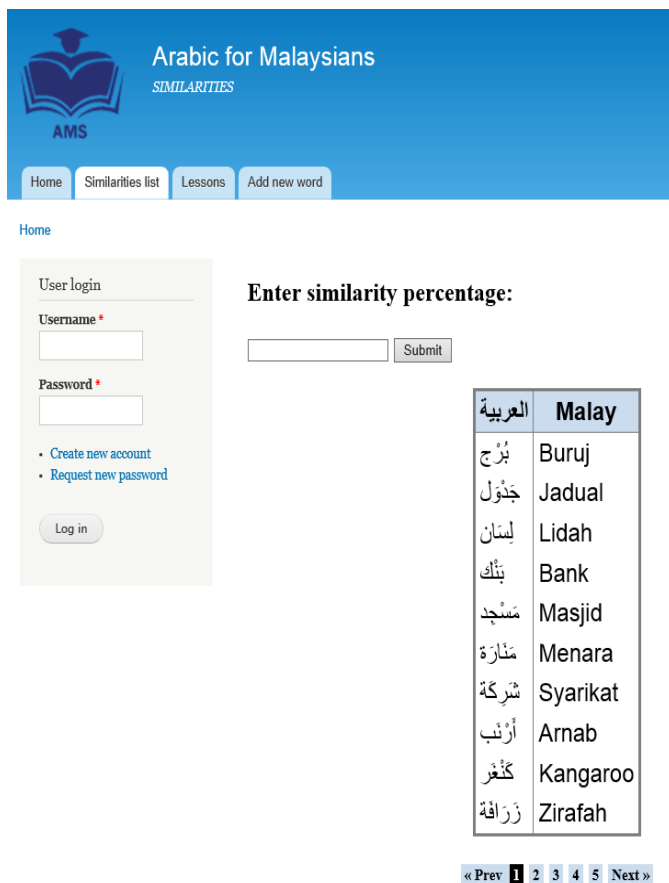 Arabic for Malaysians
SIMILARITIES
AMS
Home Similarities list Lessons Add new word
Home
User login
Username *
Password *
• Create new account
• Request new password
Log in
Enter similarity percentage:
Submit
العربية Malay
بُرْج Buruj
جَدْوَل Jadual
لِسَان Lidah
بَنْك Bank
مَسْجِد Masjid
مَنَارَة Menara
شَرِكَة Syarikat
أَرْنَب Arnab
كَنْغَر Kangaroo
زَرَافَة Zirafah
« Prev 1 2 3 4 5 Next »